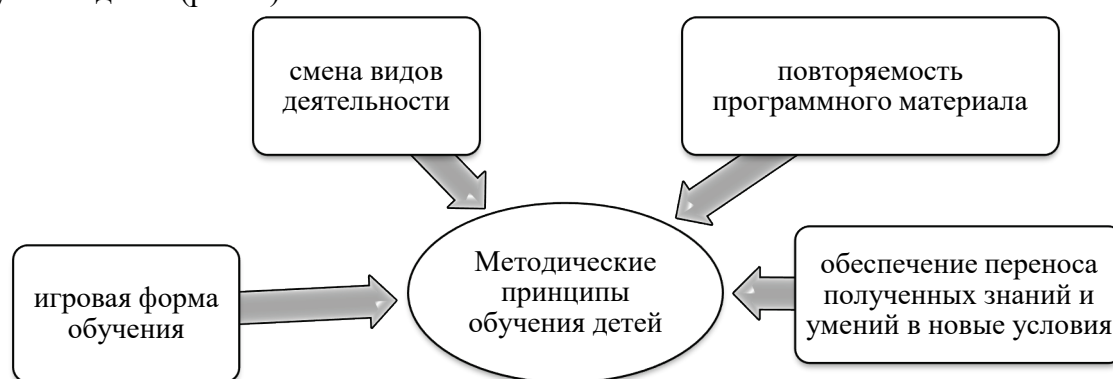 смена видов
деятельности
повторяемость
программного материала
игровая форма
обучения
Методические
принципы
обучения детей
обеспечение переноса
полученных знаний и
умений в новые условия